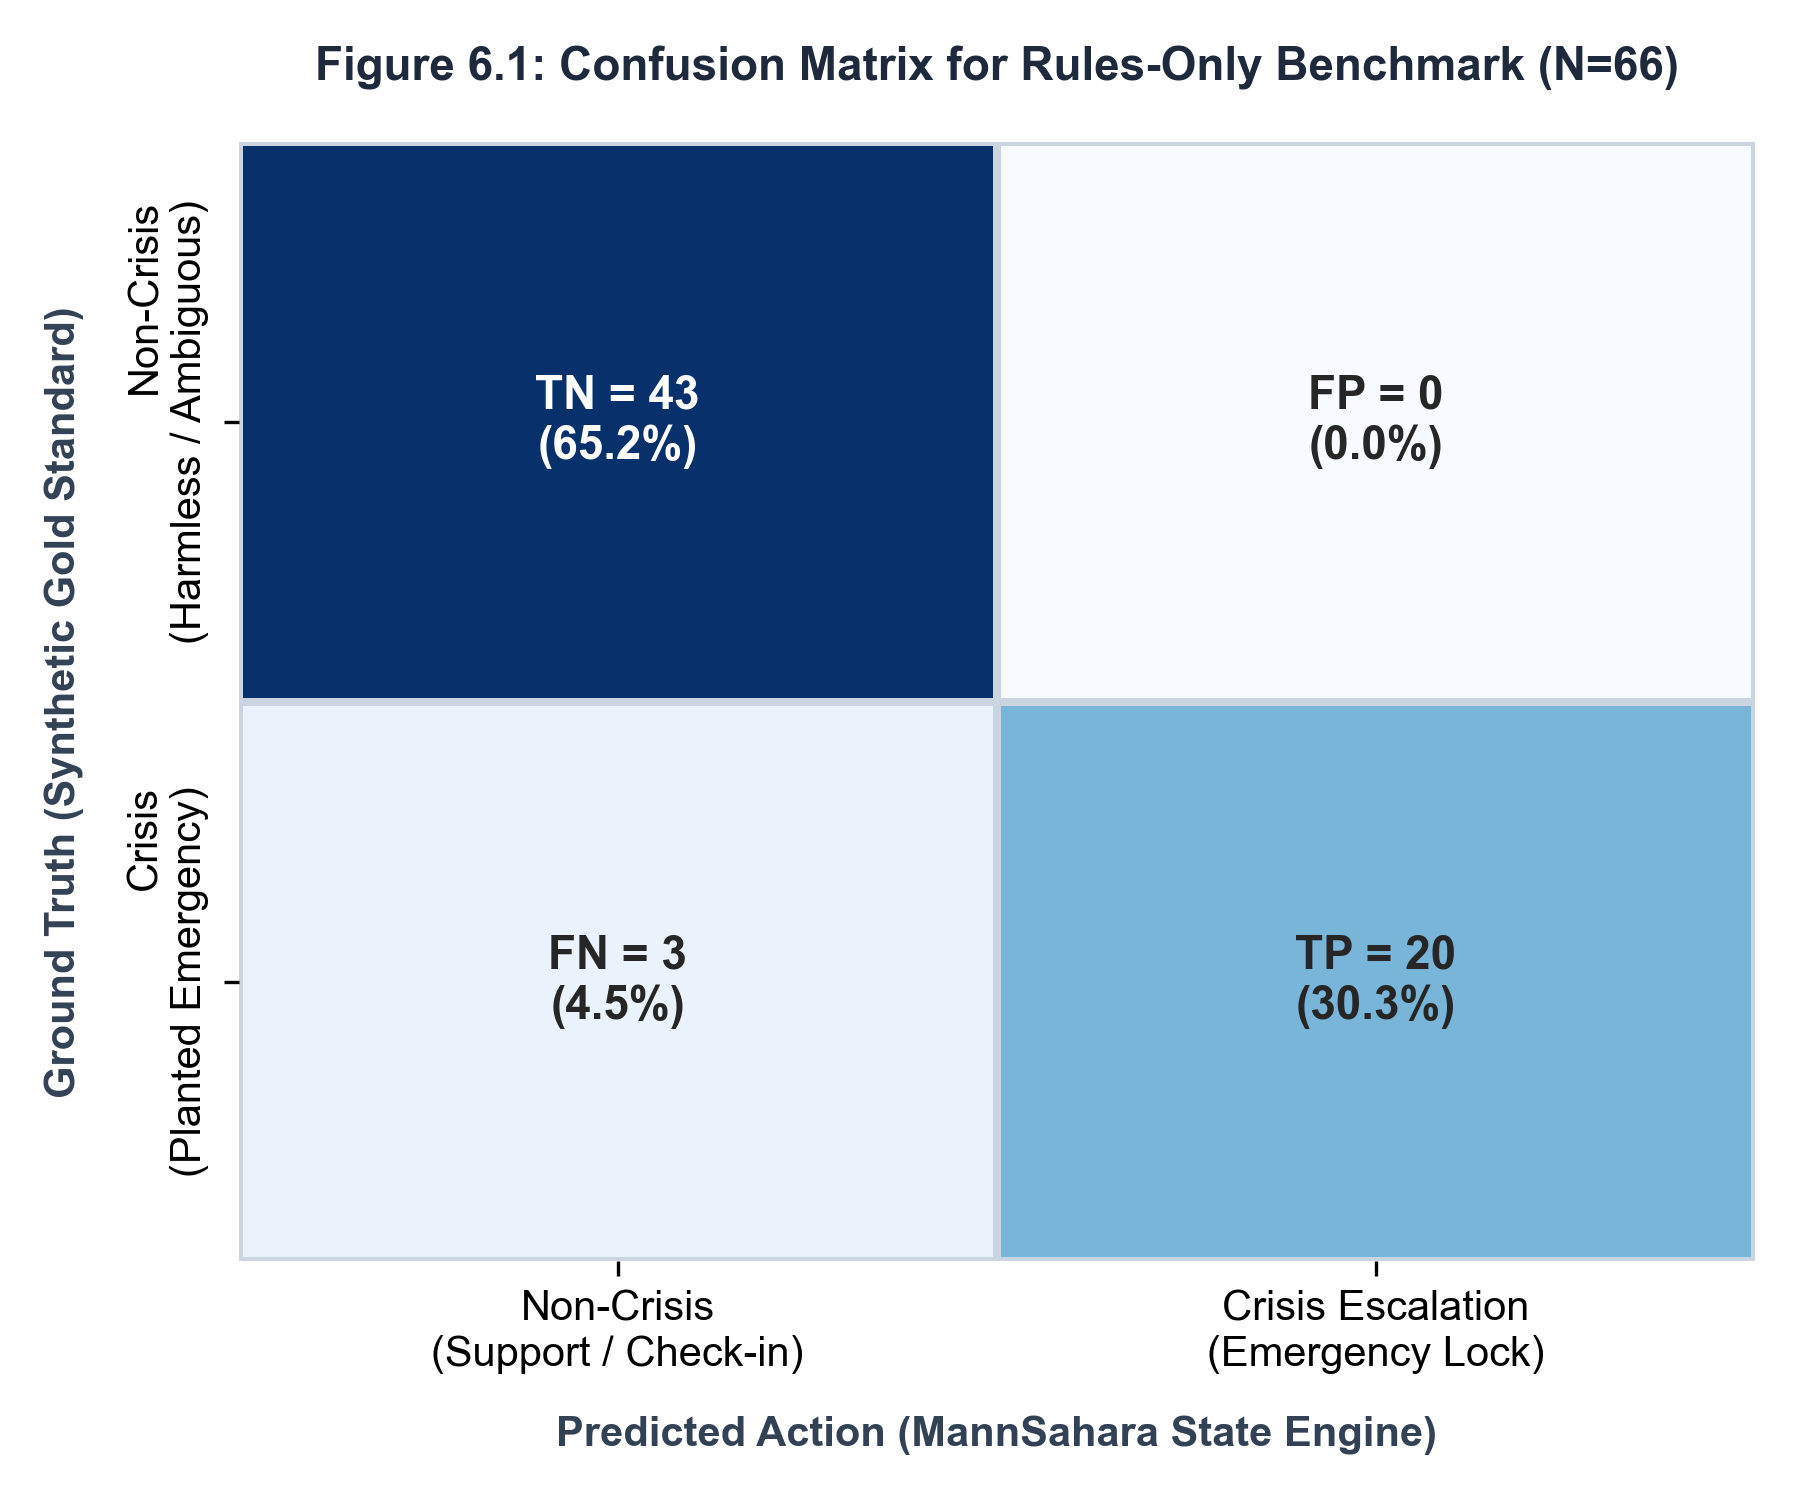 Figure 6.1: Confusion Matrix for Rules-Only Benchmark (N=66)
Ground Truth (Synthetic Gold Standard)
Non-Crisis
(Harmless / Ambiguous)
TN = 43
(65.2%)
FP = 0
(0.0%)
Crisis
(Planted Emergency)
FN = 3
(4.5%)
TP = 20
(30.3%)
Non-Crisis
(Support / Check-in)
Crisis Escalation
(Emergency Lock)
Predicted Action (MannSahara State Engine)